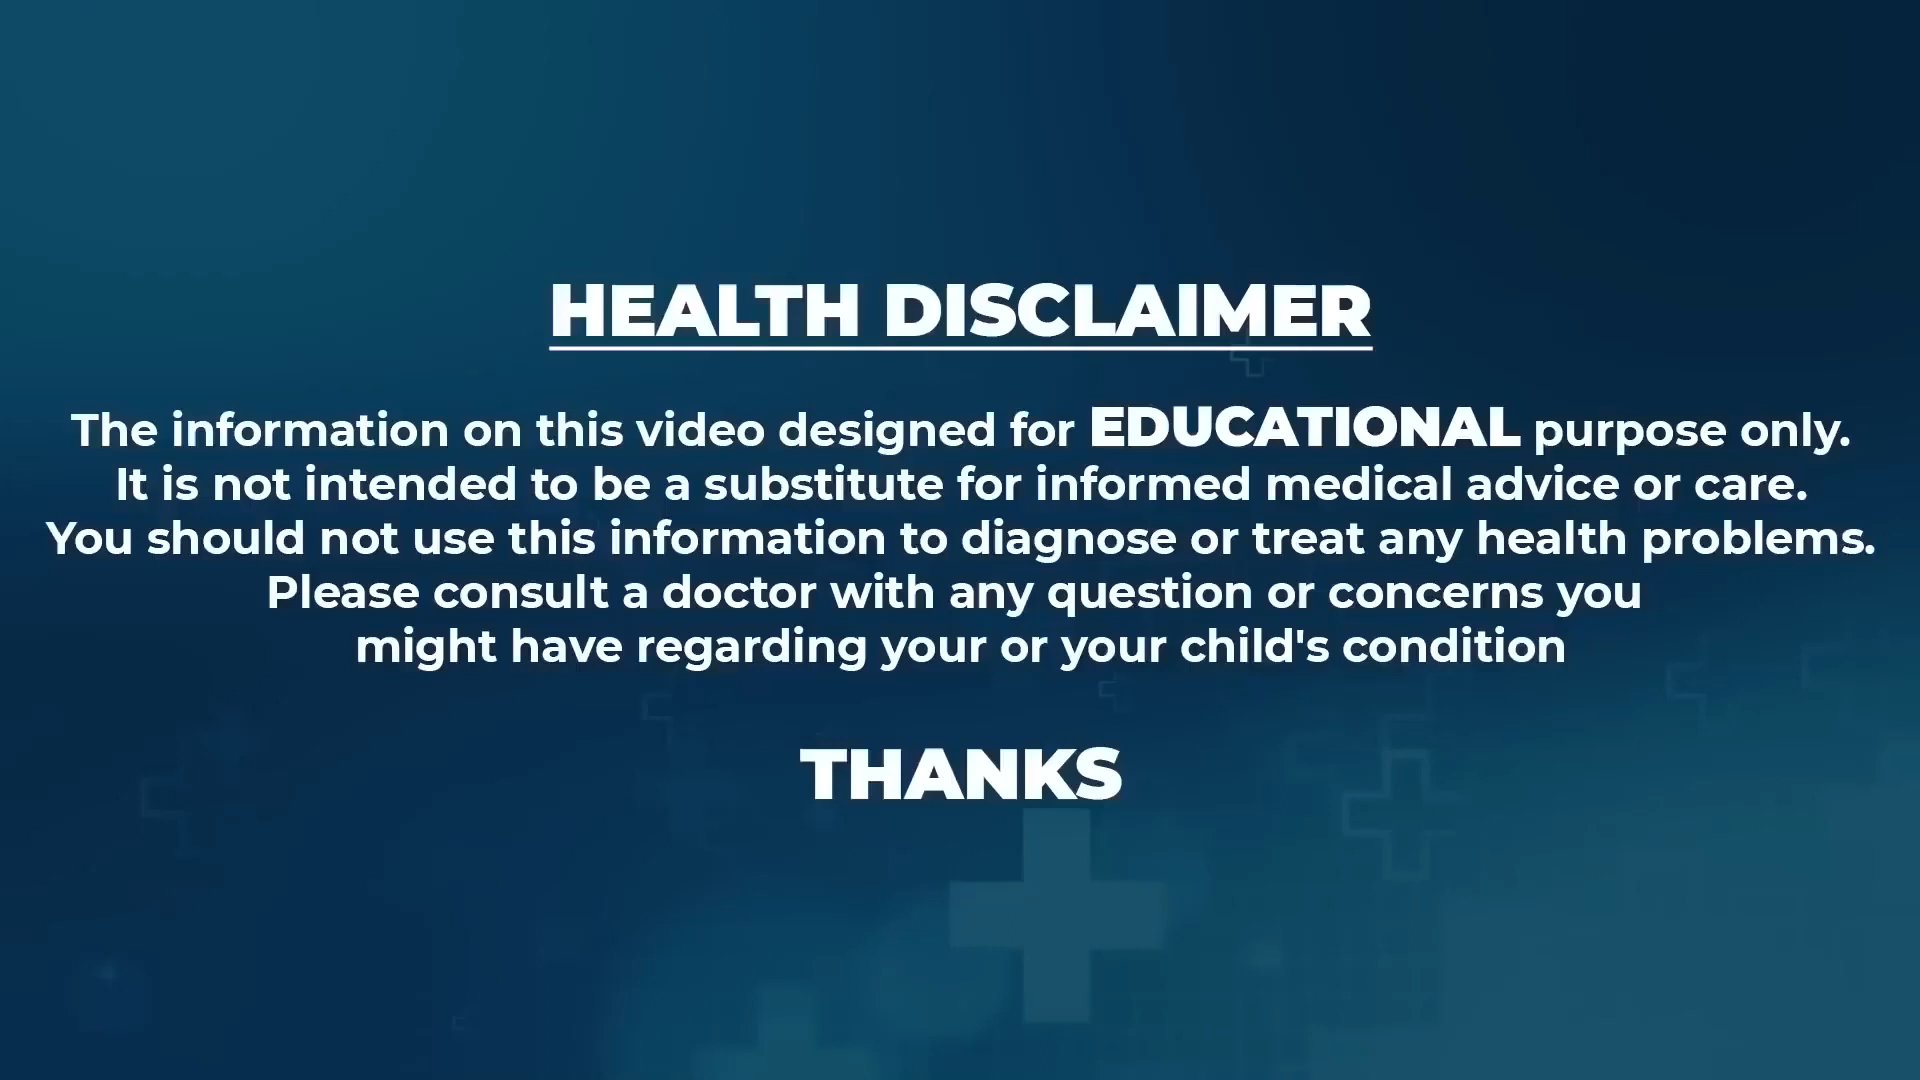 HEALTH DISCLAIMER
The information on this video designed for EDUCATIONAL purpose only.
It is not intended to be a substitute for informed medical advice or care.
You should not use this information to diagnose or treat any health problems.
Please consult a doctor with any question or concerns you
might have regarding your or your child's condition
THANKS